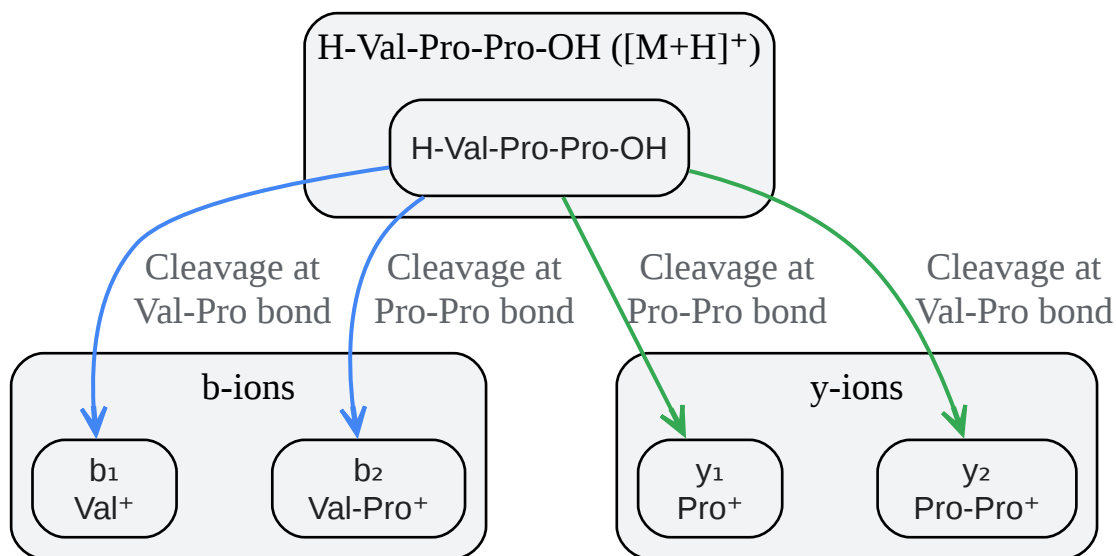 H-Val-Pro-Pro-OH ([M+H]⁺)
H-Val-Pro-Pro-OH
Cleavage at
Val-Pro bond
Cleavage at
Pro-Pro bond
Cleavage at
Pro-Pro bond
Cleavage at
Val-Pro bond
b-ions
b₁
Val⁺
b₂
Val-Pro⁺
y-ions
y₁
Pro⁺
y₂
Pro-Pro⁺